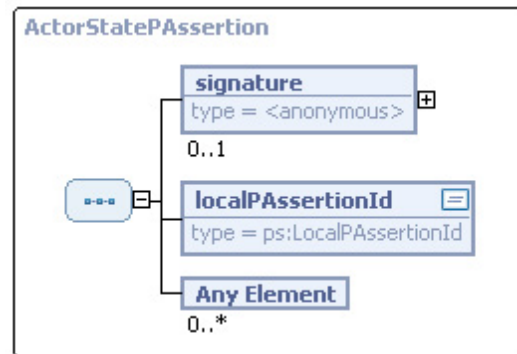 ActorStatePAssertion
signature
type = <anonymous>
0..1
localPAssertionId
type = ps:LocalPAssertionId
Any Element
0..*